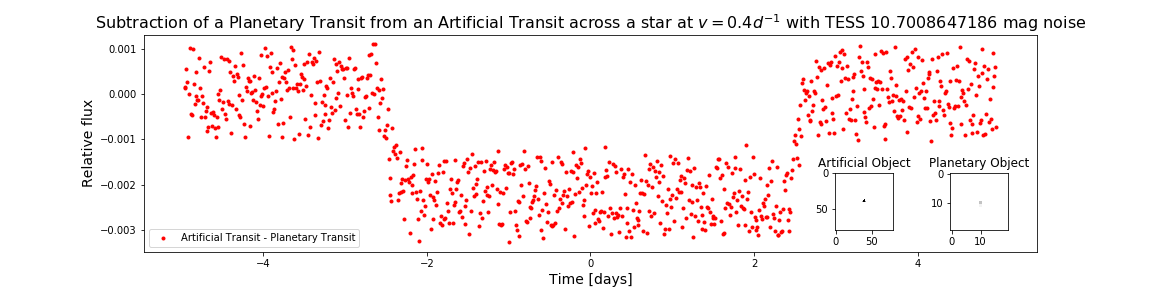 Subtraction of a Planetary Transit from an Artificial Transit across a star at v = 0.4d⁻¹ with TESS 10.7008647186 mag noise
0.001
0.000
−0.001
−0.002
−0.003
Relative flux
Artificial Transit - Planetary Transit
Artificial Object
0
50
0 50
Planetary Object
0
10
0 10
−4 −2 0 2 4
Time [days]